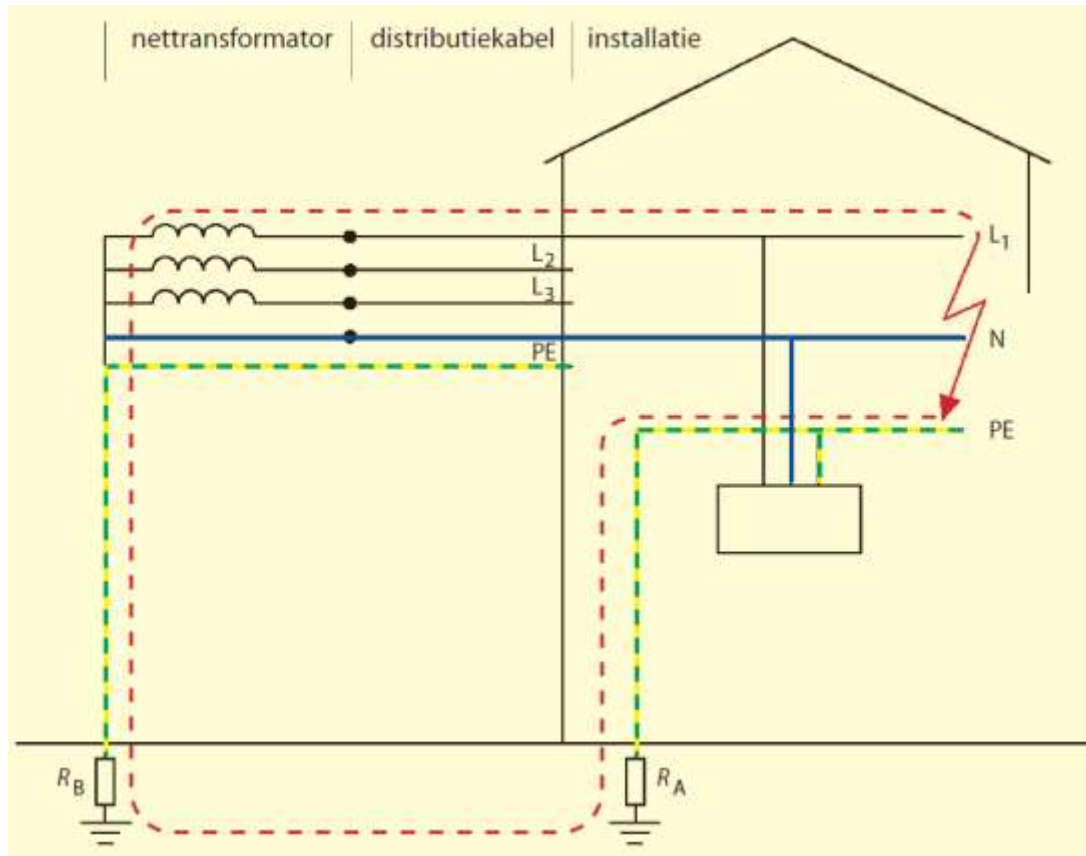 nettransformator
distributiekabel
installatie
L1
L2
L3
N
PE
PE
RB
RA